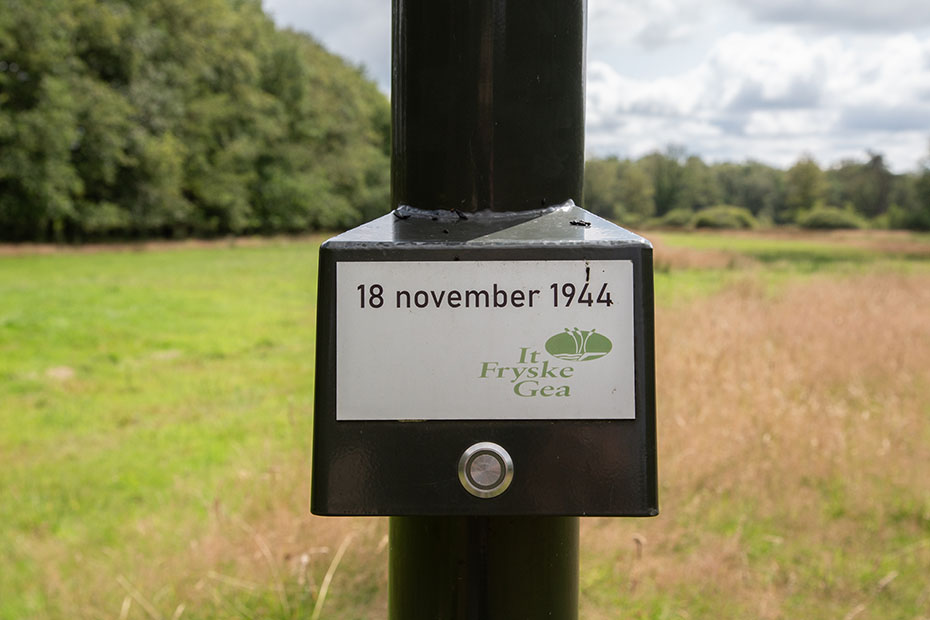 18 november 1944
It
Fryske
Gea